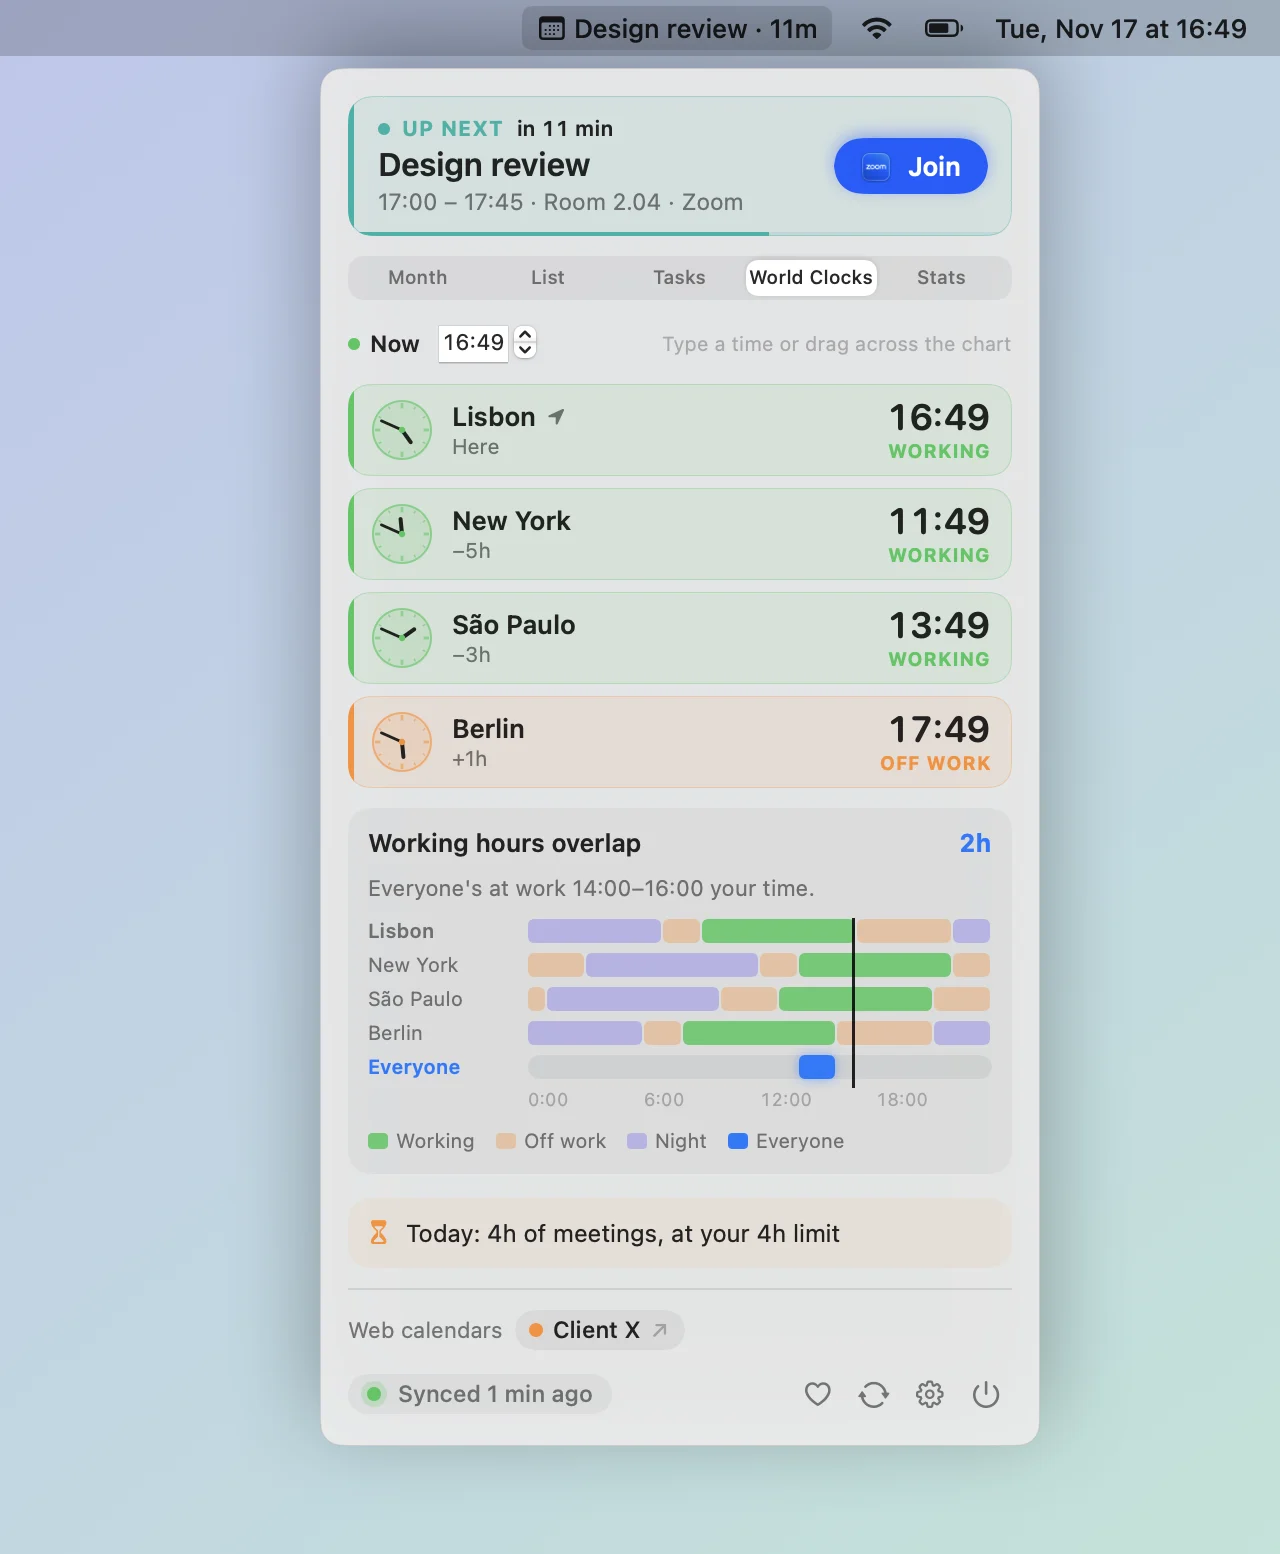 Design review · 11m
Tue, Nov 17 at 16:49
UP NEXT in 11 min
Design review
17:00 – 17:45 · Room 2.04 · Zoom
zoom
Join
Month
List
Tasks
World Clocks
Stats
Now
16:49
Type a time or drag across the chart
Lisbon
Here
16:49
WORKING
New York
−5h
11:49
WORKING
São Paulo
−3h
13:49
WORKING
Berlin
+1h
17:49
OFF WORK
Working hours overlap
2h
Everyone's at work 14:00–16:00 your time.
Lisbon
New York
São Paulo
Berlin
Everyone
0:00
6:00
12:00
18:00
Working
Off work
Night
Everyone
Today: 4h of meetings, at your 4h limit
Web calendars
Client X
Synced 1 min ago